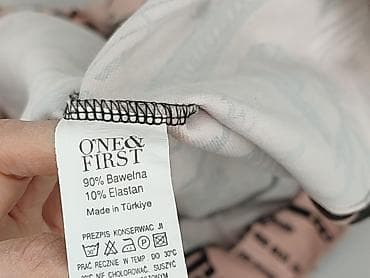 ONE&
FIRST
90% Bawełna
10% Elastan
Made in Türkiye
PRZEPIS KONSERWAC JI
PRAĆ RĘCZNIE W TEMP DO 30°C
NIE CHLOROWAĆ. SUSZYĆ